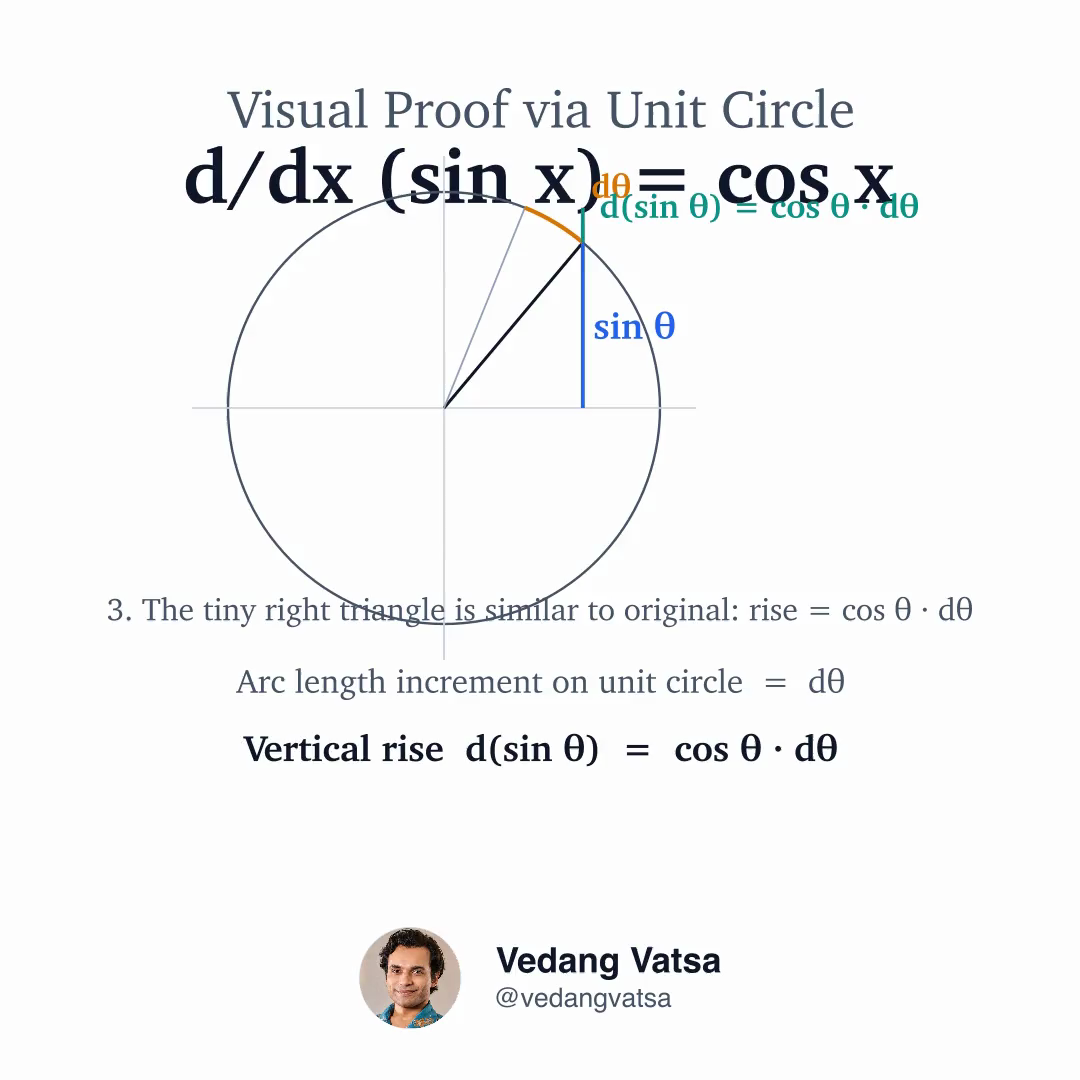 Visual Proof via Unit Circle
d/dx (sin x) = cos x
dθ
d(sin θ) = cos θ · dθ
sin θ
3. The tiny right triangle is similar to original: rise = cos θ · dθ
Arc length increment on unit circle = dθ
Vertical rise d(sin θ) = cos θ · dθ
Vedang Vatsa
@vedangvatsa